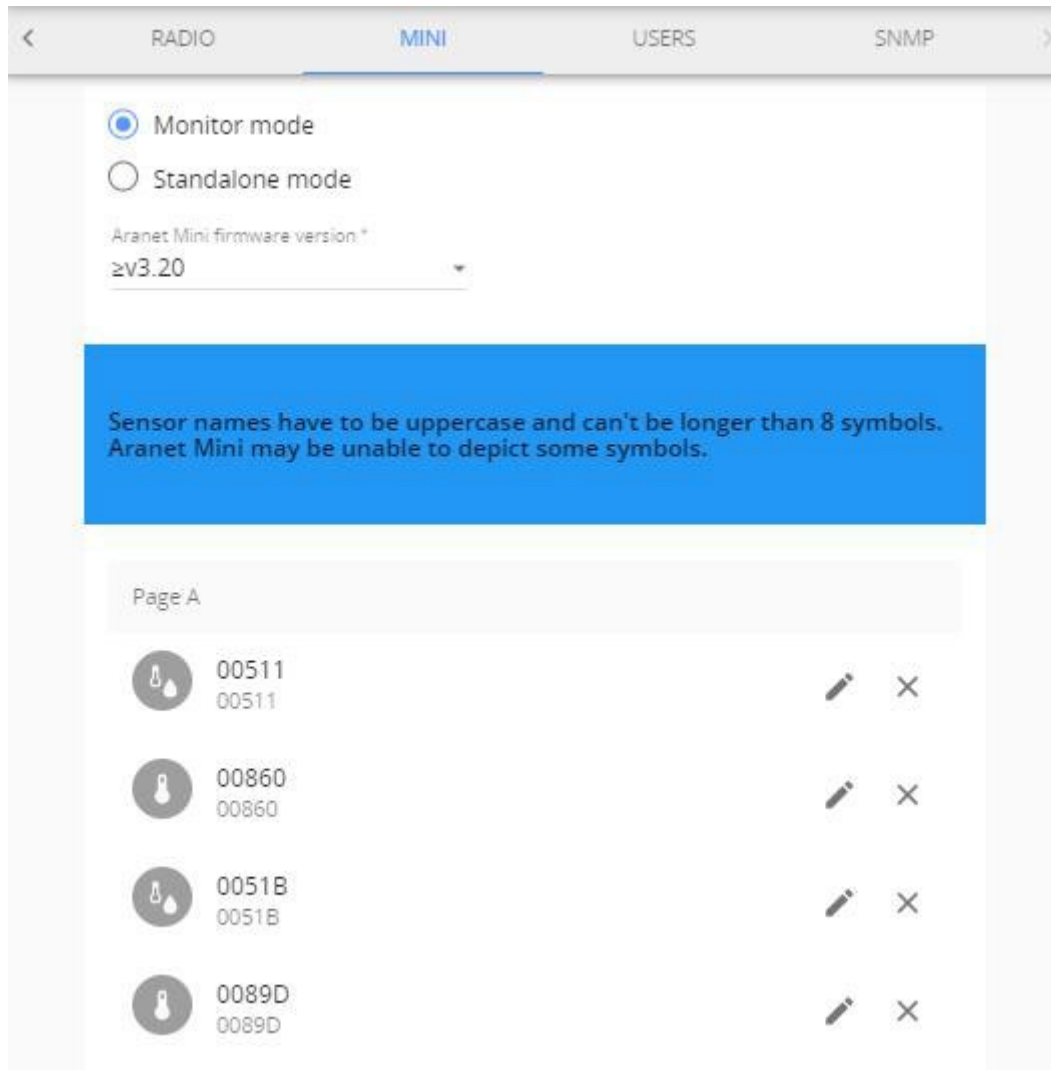 RADIO MINI USERS SNMP
Monitor mode
Standalone mode
Aranet Mini firmware version *
≥v3.20
Sensor names have to be uppercase and can't be longer than 8 symbols.
Aranet Mini may be unable to depict some symbols.
Page A
00511
00511
00860
00860
0051B
0051B
0089D
0089D